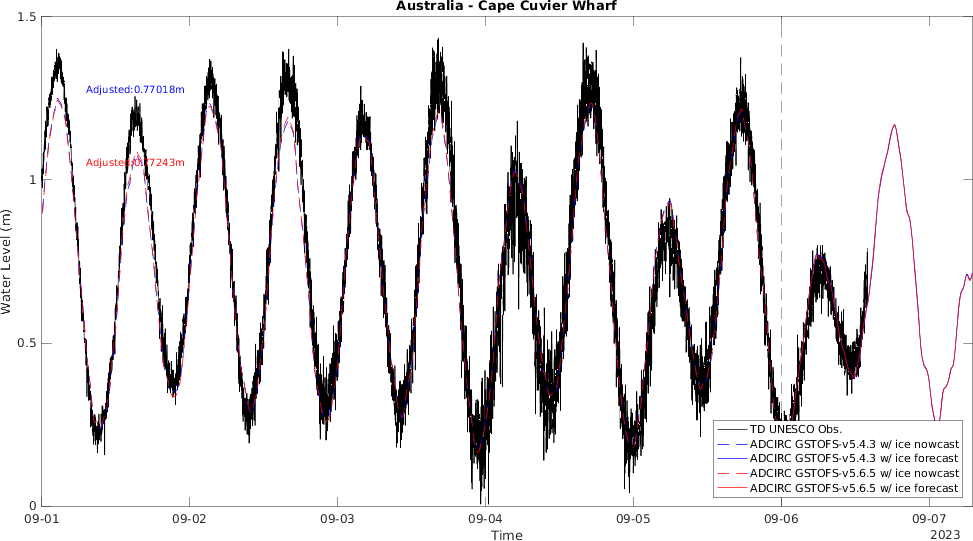 Australia - Cape Cuvier Wharf
1.5
1
0.5
0
Water Level (m)
Adjusted:0.77018m
Adjusted:0.77243m
TD UNESCO Obs.
ADCIRC GSTOFS-v5.4.3 w/ ice nowcast
ADCIRC GSTOFS-v5.4.3 w/ ice forecast
ADCIRC GSTOFS-v5.6.5 w/ ice nowcast
ADCIRC GSTOFS-v5.6.5 w/ ice forecast
09-01
09-02
09-03
09-04
09-05
09-06
09-07
Time
2023